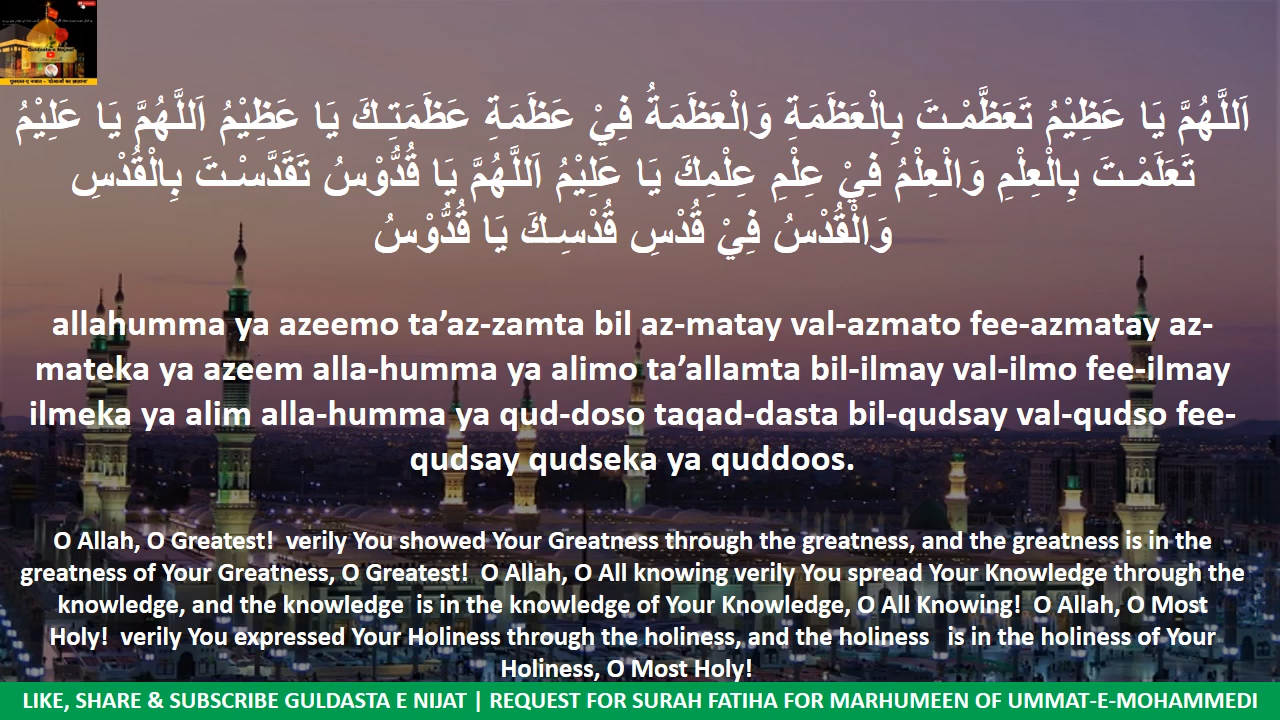 Guldasta-e Nijaat
اَللَّهُمَّ يَا عَظِيْمُ تَعَظَّمْتَ بِالْعَظَمَةِ وَالْعَظَمَةُ فِيْ عَظَمَةِ عَظَمَتِكَ يَا عَظِيْمُ اَللَّهُمَّ يَا عَلِيْمُ
تَعَلَمْتَ بِالْعِلْمِ وَالْعِلْمُ فِيْ عِلْمِ عِلْمِكَ يَا عَلِيْمُ اَللَّهُمَّ يَا قُدُّوْسُ تَقَدَّسْتَ بِالْقُدْسِ
وَالْقُدْسُ فِيْ قُدْسِ قُدْسِكَ يَا قُدُّوْسُ
allahumma ya azeemo ta’az-zamta bil az-matay val-azmato fee-azmatay az-
mateka ya azeem alla-humma ya alimo ta’allamta bil-ilmay val-ilmo fee-ilmay
ilmeka ya alim alla-humma ya qud-doso taqad-dasta bil-qudsay val-qudso fee-
qudsay qudseka ya quddoos.
O Allah, O Greatest!  verily You showed Your Greatness through the greatness, and the greatness is in the
greatness of Your Greatness, O Greatest!  O Allah, O All knowing verily You spread Your Knowledge through the
knowledge, and the knowledge  is in the knowledge of Your Knowledge, O All Knowing!  O Allah, O Most
Holy!  verily You expressed Your Holiness through the holiness, and the holiness   is in the holiness of Your
Holiness, O Most Holy!
LIKE, SHARE & SUBSCRIBE GULDASTA E NIJAT | REQUEST FOR SURAH FATIHA FOR MARHUMEEN OF UMMAT-E-MOHAMMEDI